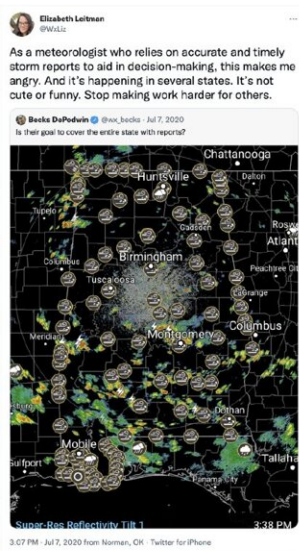 Elizabeth Leitman
@WxLiz
As a meteorologist who relies on accurate and timely
storm reports to aid in decision-making, this makes me
angry. And it's happening in several states. It's not
cute or funny. Stop making work harder for others.
Becks DePodwin @wx_becks · Jul 7, 2020
Is their goal to cover the entire state with reports?
Chattanooga
Huntsville
Dalton
Tupelo
Gadsden
Rosw
Atlant
Columbus
Birmingham
Peachtree Cit
Tuscaloosa
LaGrange
Columbus
Montgomery
Meridian
Dothan
Mobile
Gulfport
Tallaha
Panama City
Super-Res Reflectivity Tilt 1
3:38 PM
3:07 PM · Jul 7, 2020 from Norman, OK · Twitter for iPhone